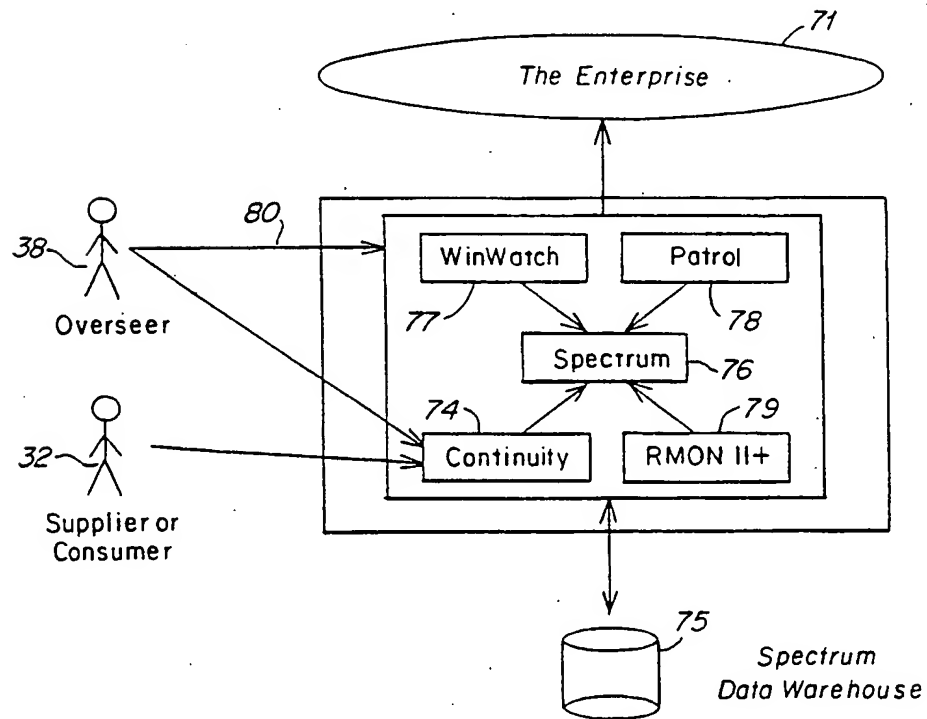 71
The Enterprise
80
38
Overseer
WinWatch
Patrol
77
78
Spectrum
76
74
79
32
Continuity
RMON II+
Supplier or
Consumer
75
Spectrum
Data Warehouse